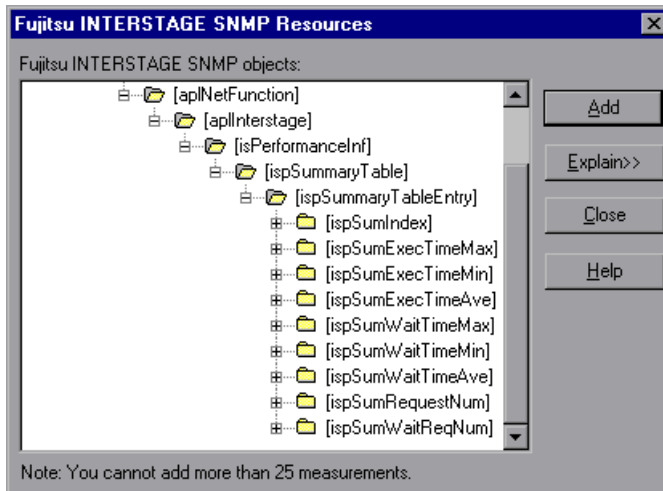 Fujitsu INTERSTAGE SNMP Resources
Fujitsu INTERSTAGE SNMP objects:
[aplNetFunction]
[aplInterstage]
[isPerformanceInf]
[ispSummaryTable]
[ispSummaryTableEntry]
[ispSumIndex]
[ispSumExecTimeMax]
[ispSumExecTimeMin]
[ispSumExecTimeAve]
[ispSumWaitTimeMax]
[ispSumWaitTimeMin]
[ispSumWaitTimeAve]
[ispSumRequestNum]
[ispSumWaitReqNum]
Add
Explain>>
Close
Help
Note: You cannot add more than 25 measurements.